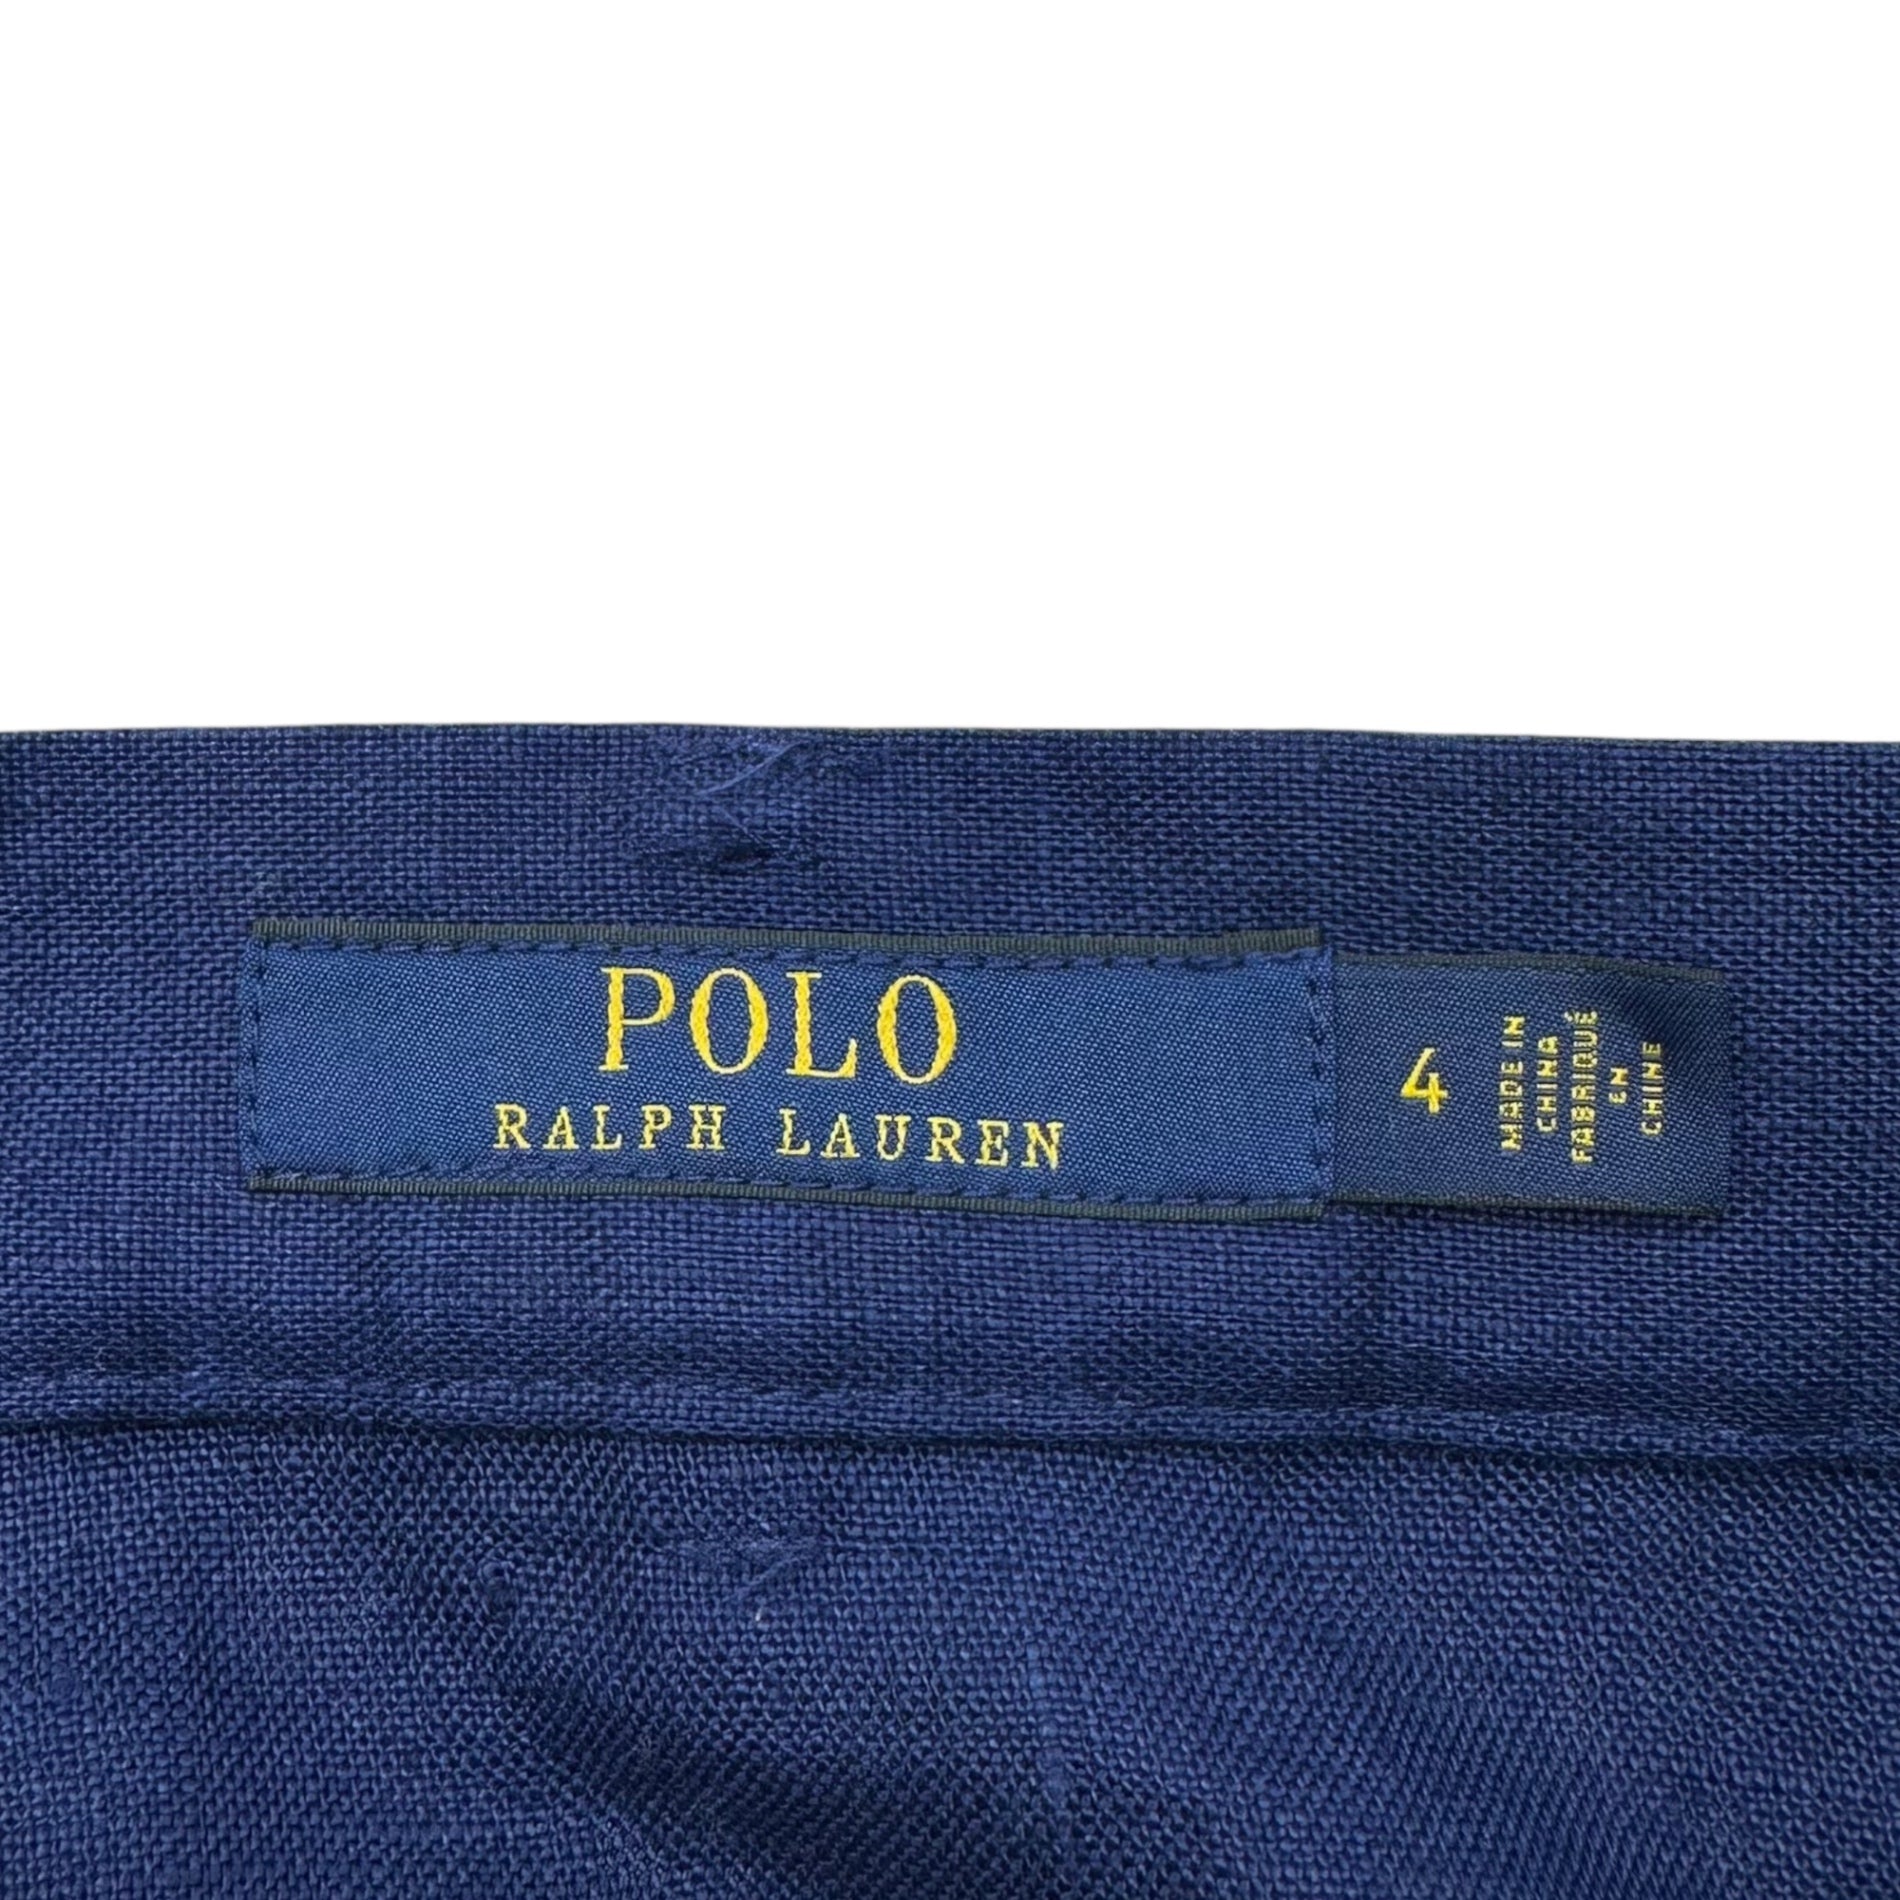 POLO
RALPH LAUREN
4
MADE IN
CHINA
FABRIQUÉ
EN
CHINE